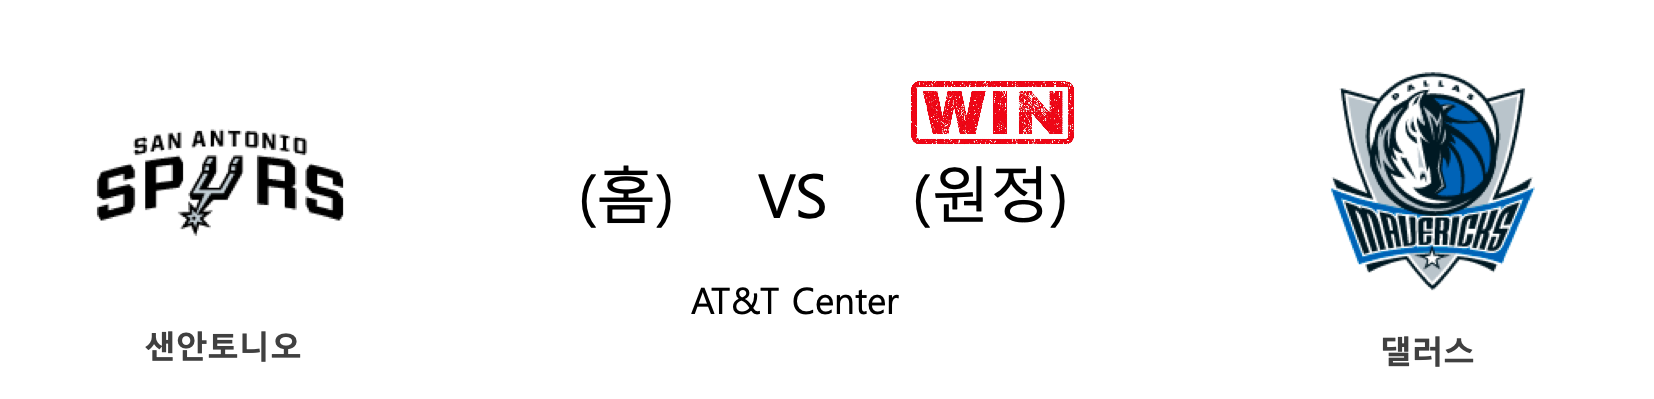 SAN ANTONIO
SPURS
WIN
(홈) VS (원정)
AT&T Center
DALLAS
MAVERICKS
샌안토니오
댈러스